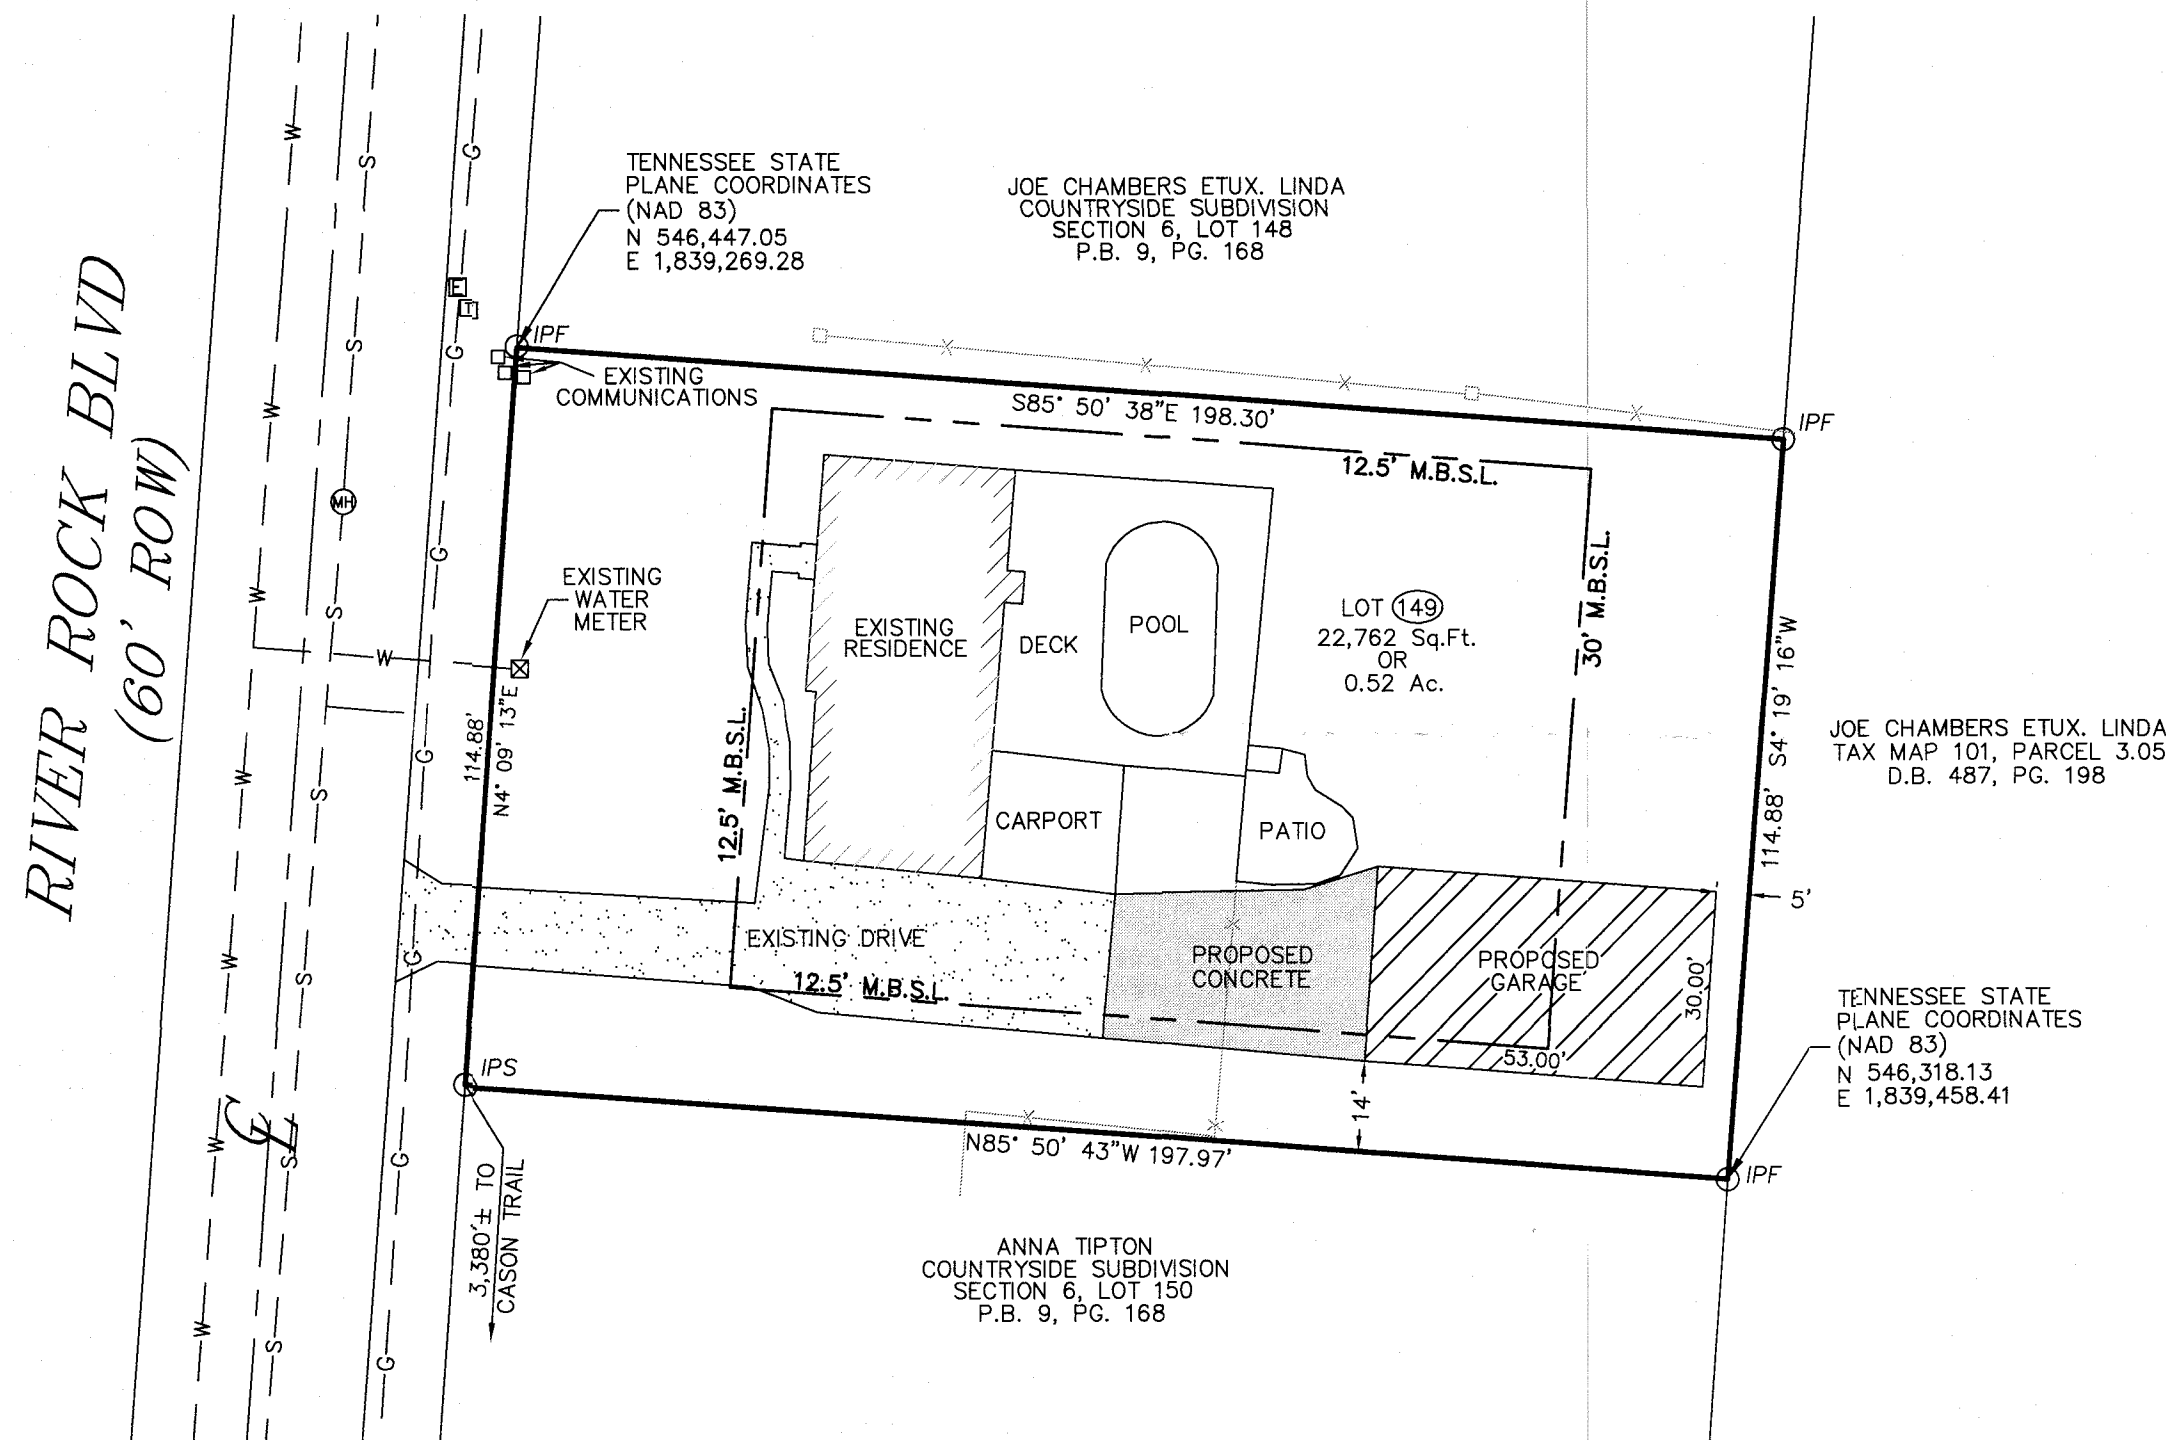 TENNESSEE STATE
PLANE COORDINATES
(NAD 83)
N 546,447.05
E 1,839,269.28
JOE CHAMBERS ETUX. LINDA
COUNTRYSIDE SUBDIVISION
SECTION 6, LOT 148
P.B. 9, PG. 168
RIVER ROCK BLVD
(60' ROW)
W
S
G
W
S
G
E
T
IPF
EXISTING
COMMUNICATIONS
S85° 50' 38"E 198.30'
IPF
12.5' M.B.S.L.
MH
G
W
S
EXISTING
WATER
METER
W
30' M.B.S.L.
LOT 149
22,762 Sq.Ft.
OR
0.52 Ac.
EXISTING
RESIDENCE
DECK
POOL
114.88'
N4° 09' 13"E
12.5' M.B.S.L.
S4° 19' 16"W
114.88'
JOE CHAMBERS ETUX. LINDA
TAX MAP 101, PARCEL 3.05
D.B. 487, PG. 198
G
W
S
CARPORT
PATIO
5'
EXISTING DRIVE
12.5' M.B.S.L.
PROPOSED
CONCRETE
PROPOSED
GARAGE
30.00'
53.00'
G
W
S
TENNESSEE STATE
PLANE COORDINATES
(NAD 83)
N 546,318.13
E 1,839,458.41
IPS
14'
CL
W
S
G
N85° 50' 43"W 197.97'
IPF
3,380'± TO
CASON TRAIL
ANNA TIPTON
COUNTRYSIDE SUBDIVISION
SECTION 6, LOT 150
P.B. 9, PG. 168
W
S
G